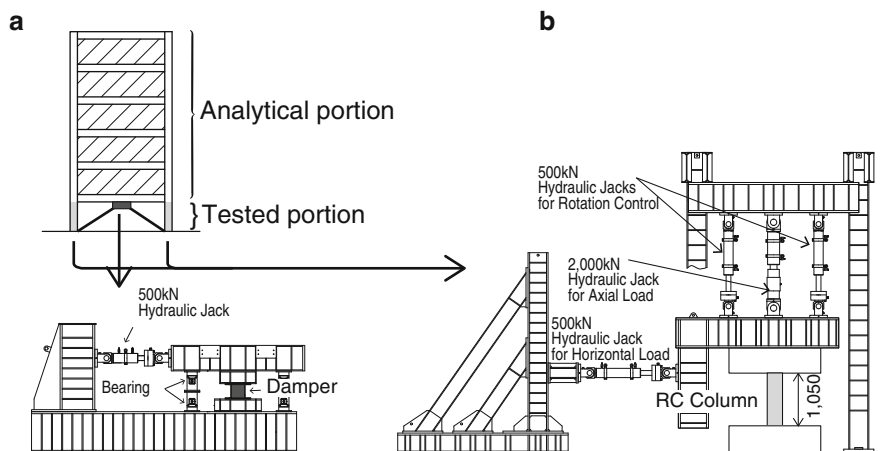 a
Analytical portion
Tested portion
500kN
Hydraulic Jack
Bearing
Damper
b
500kN
Hydraulic Jacks
for Rotation Control
2,000kN
Hydraulic Jack
for Axial Load
500kN
Hydraulic Jack
for Horizontal Load
RC Column
1,050